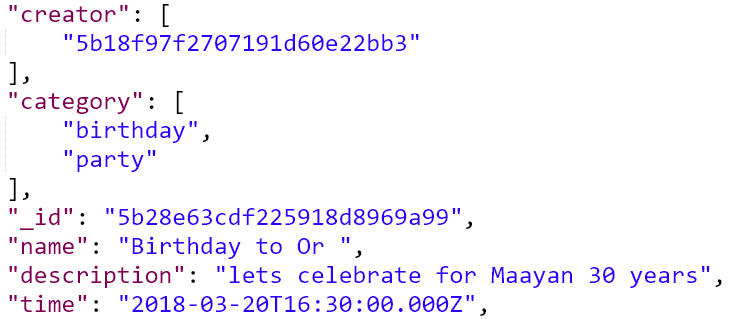 "creator": [
"5b18f97f2707191d60e22bb3"
],
"category": [
"birthday",
"party"
],
"_id": "5b28e63cdf225918d8969a99",
"name": "Birthday to Or ",
"description": "lets celebrate for Maayan 30 years",
"time": "2018-03-20T16:30:00.000Z",